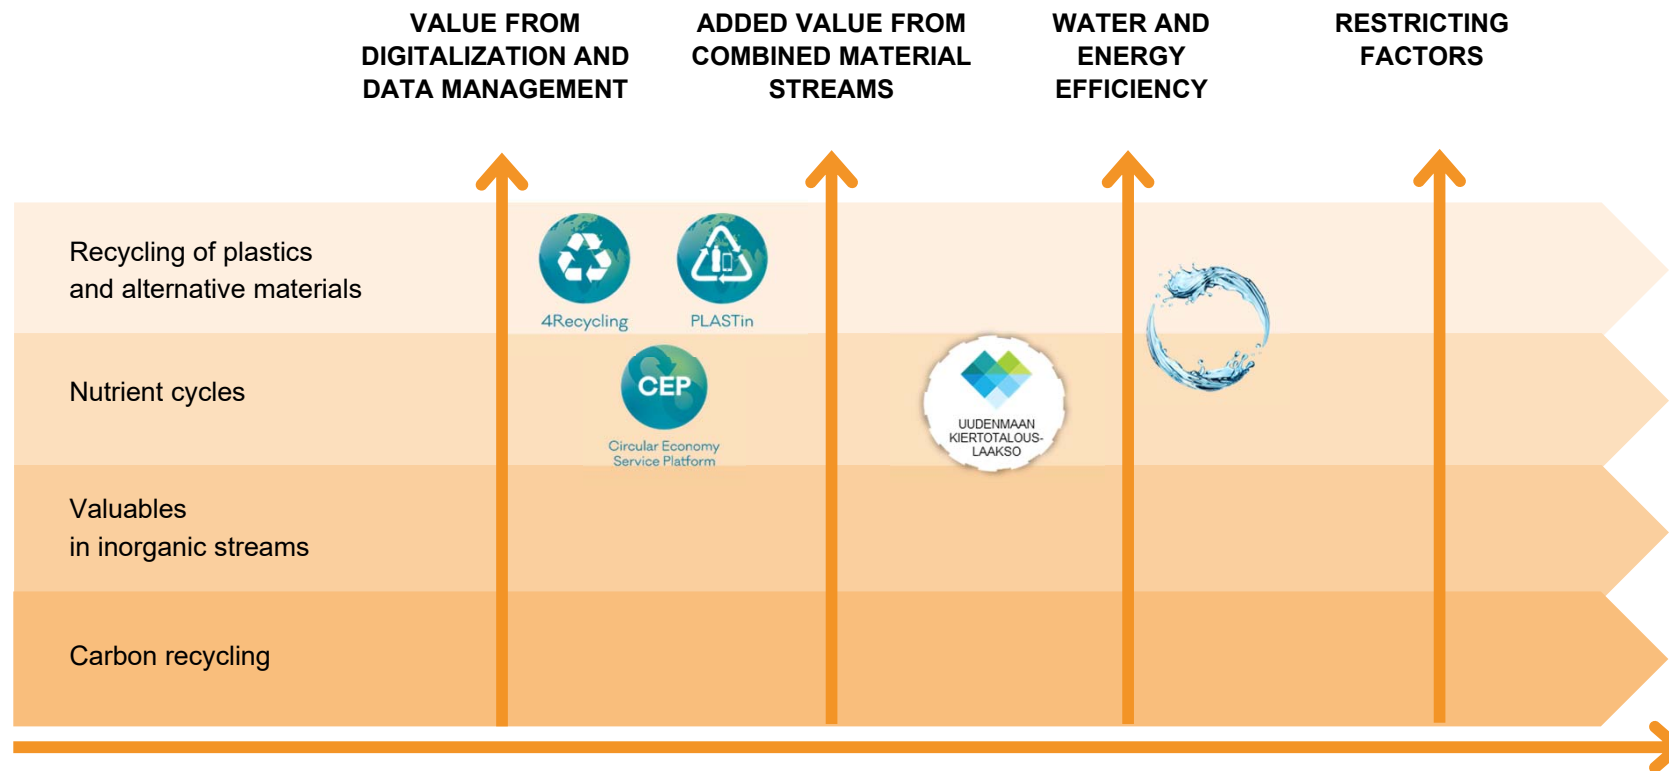 VALUE FROM
DIGITALIZATION AND
DATA MANAGEMENT
ADDED VALUE FROM
COMBINED MATERIAL
STREAMS
WATER AND
ENERGY
EFFICIENCY
RESTRICTING
FACTORS
Recycling of plastics
and alternative materials
4Recycling
PLASTin
Nutrient cycles
CEP
Circular Economy
Service Platform
UUDENMAAN
KIERTOTALOUS-
LAAKSO
Valuables
in inorganic streams
Carbon recycling